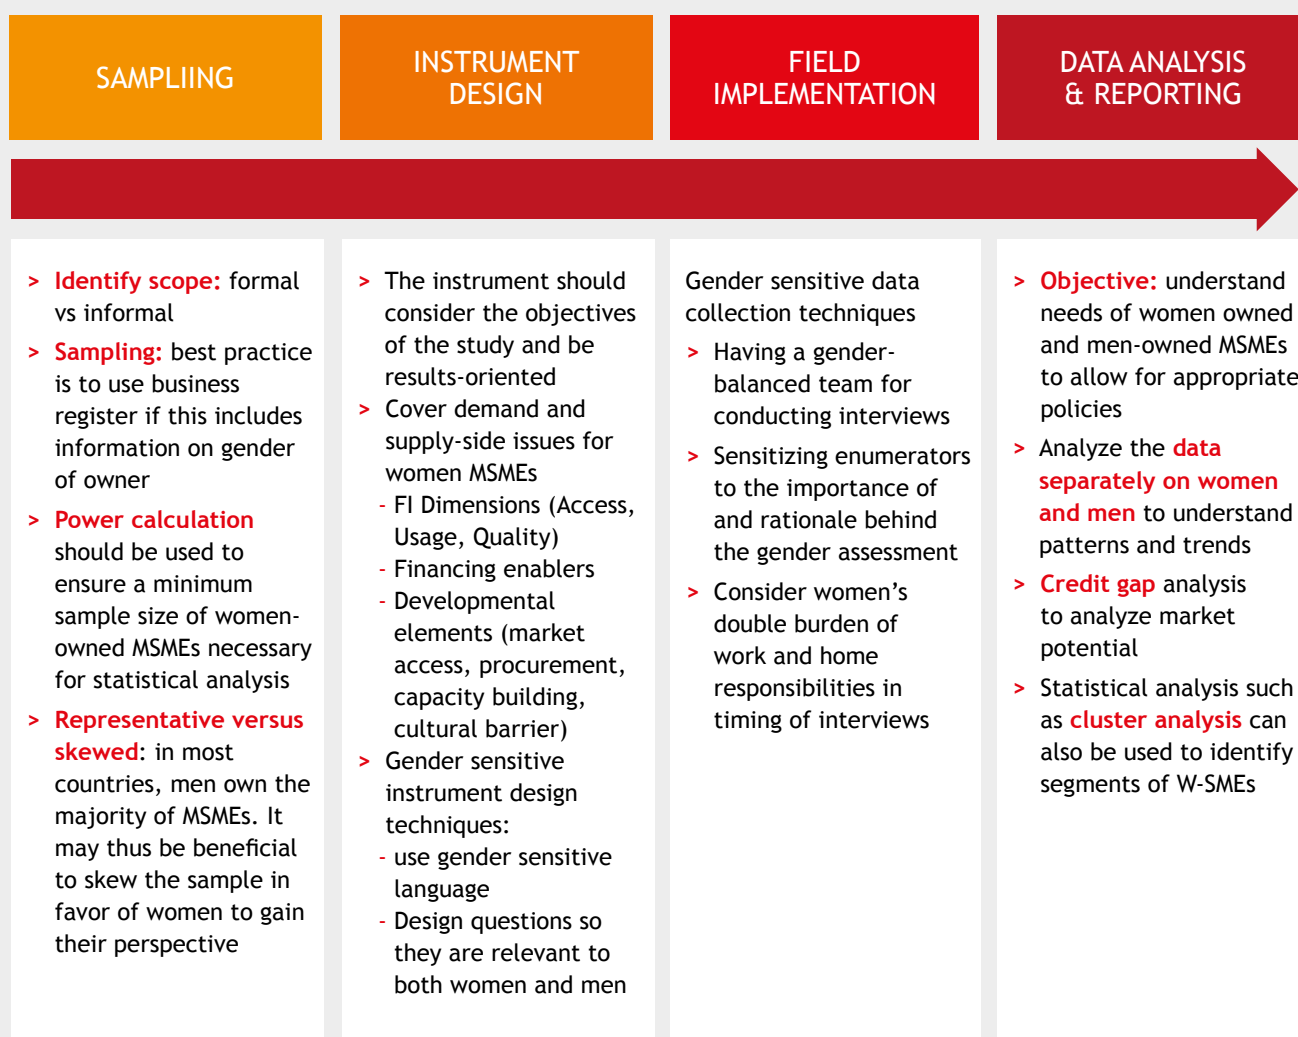 SAMPLIING
INSTRUMENT
DESIGN
FIELD
IMPLEMENTATION
DATA ANALYSIS
& REPORTING
> Identify scope: formal
vs informal
> Sampling: best practice
is to use business
register if this includes
information on gender
of owner
> Power calculation
should be used to
ensure a minimum
sample size of women-
owned MSMEs necessary
for statistical analysis
> Representative versus
skewed: in most
countries, men own the
majority of MSMEs. It
may thus be beneficial
to skew the sample in
favor of women to gain
their perspective
> The instrument should
consider the objectives
of the study and be
results-oriented
> Cover demand and
supply-side issues for
women MSMEs
- FI Dimensions (Access,
Usage, Quality)
- Financing enablers
- Developmental
elements (market
access, procurement,
capacity building,
cultural barrier)
> Gender sensitive
instrument design
techniques:
- use gender sensitive
language
- Design questions so
they are relevant to
both women and men
Gender sensitive data
collection techniques
> Having a gender-
balanced team for
conducting interviews
> Sensitizing enumerators
to the importance of
and rationale behind
the gender assessment
> Consider women’s
double burden of
work and home
responsibilities in
timing of interviews
> Objective: understand
needs of women owned
and men-owned MSMEs
to allow for appropriate
policies
> Analyze the data
separately on women
and men to understand
patterns and trends
> Credit gap analysis
to analyze market
potential
> Statistical analysis such
as cluster analysis can
also be used to identify
segments of W-SMEs